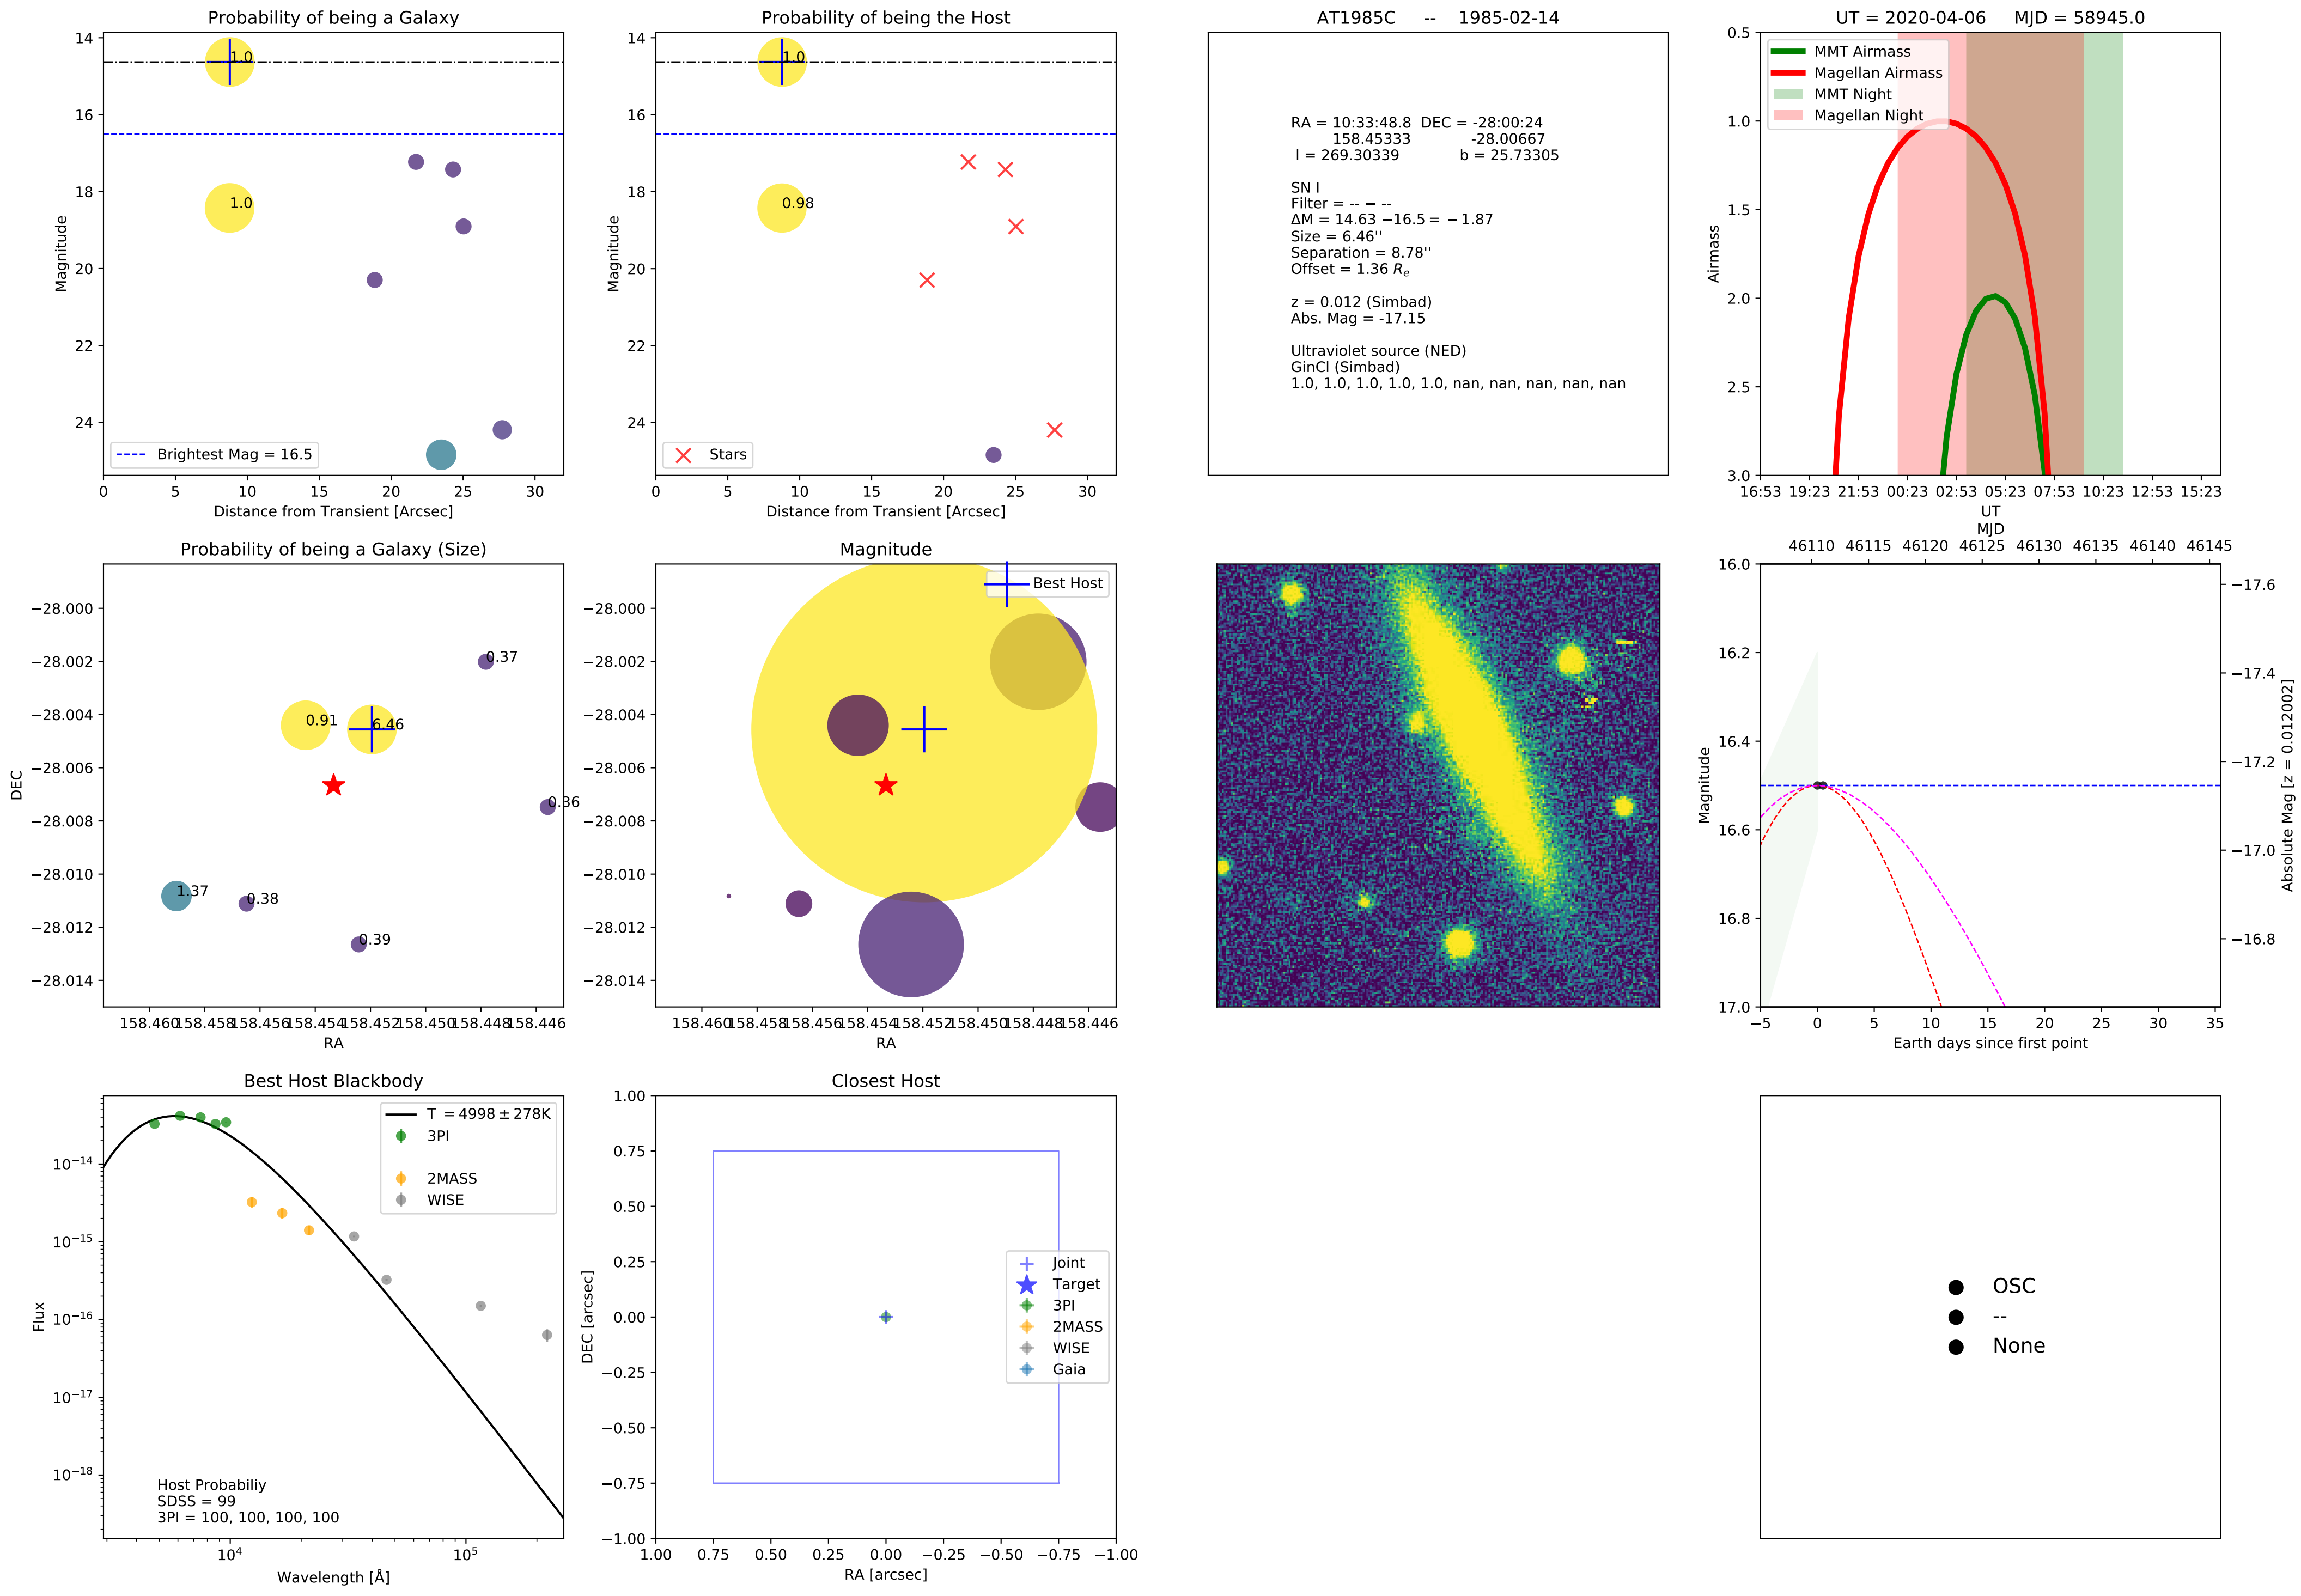 Probability of being a Galaxy
14
16
18
20
22
24
Magnitude
1.0
1.0
Brightest Mag = 16.5
0
5
10
15
20
25
30
Distance from Transient [Arcsec]
Probability of being the Host
14
16
18
20
22
24
Magnitude
1.0
0.98
Stars
0
5
10
15
20
25
30
Distance from Transient [Arcsec]
AT1985C -- 1985-02-14
RA = 10:33:48.8 DEC = -28:00:24
158.45333 -28.00667
l = 269.30339 b = 25.73305
SN I
Filter = -- − --
ΔM = 14.63 −16.5 = −1.87
Size = 6.46''
Separation = 8.78''
Offset = 1.36 Re
z = 0.012 (Simbad)
Abs. Mag = -17.15
Ultraviolet source (NED)
GinCl (Simbad)
1.0, 1.0, 1.0, 1.0, 1.0, nan, nan, nan, nan, nan
UT = 2020-04-06 MJD = 58945.0
0.5
1.0
1.5
2.0
2.5
3.0
Airmass
MMT Airmass
Magellan Airmass
MMT Night
Magellan Night
16:53
19:23
21:53
00:23
02:53
05:23
07:53
10:23
12:53
15:23
UT
Probability of being a Galaxy (Size)
−28.000
−28.002
−28.004
−28.006
−28.008
−28.010
−28.012
−28.014
DEC
0.37
0.91
6.46
0.36
1.37
0.38
0.39
158.460
158.458
158.456
158.454
158.452
158.450
158.448
158.446
RA
Magnitude
−28.000
−28.002
−28.004
−28.006
−28.008
−28.010
−28.012
−28.014
Best Host
158.460
158.458
158.456
158.454
158.452
158.450
158.448
158.446
RA
MJD
46110
46115
46120
46125
46130
46135
46140
46145
16.0
16.2
16.4
16.6
16.8
17.0
Magnitude
−17.6
−17.4
−17.2
−17.0
−16.8
Absolute Mag [z = 0.012002]
−5
0
5
10
15
20
25
30
35
Earth days since first point
Best Host Blackbody
T = 4998 ± 278K
3PI
2MASS
WISE
10−14
10−15
10−16
10−17
10−18
Flux
Host Probabiliy
SDSS = 99
3PI = 100, 100, 100, 100
104
105
Wavelength [Å]
Closest Host
1.00
0.75
0.50
0.25
0.00
−0.25
−0.50
−0.75
−1.00
DEC [arcsec]
Joint
Target
3PI
2MASS
WISE
Gaia
1.00
0.75
0.50
0.25
0.00
−0.25
−0.50
−0.75
−1.00
RA [arcsec]
OSC
--
None